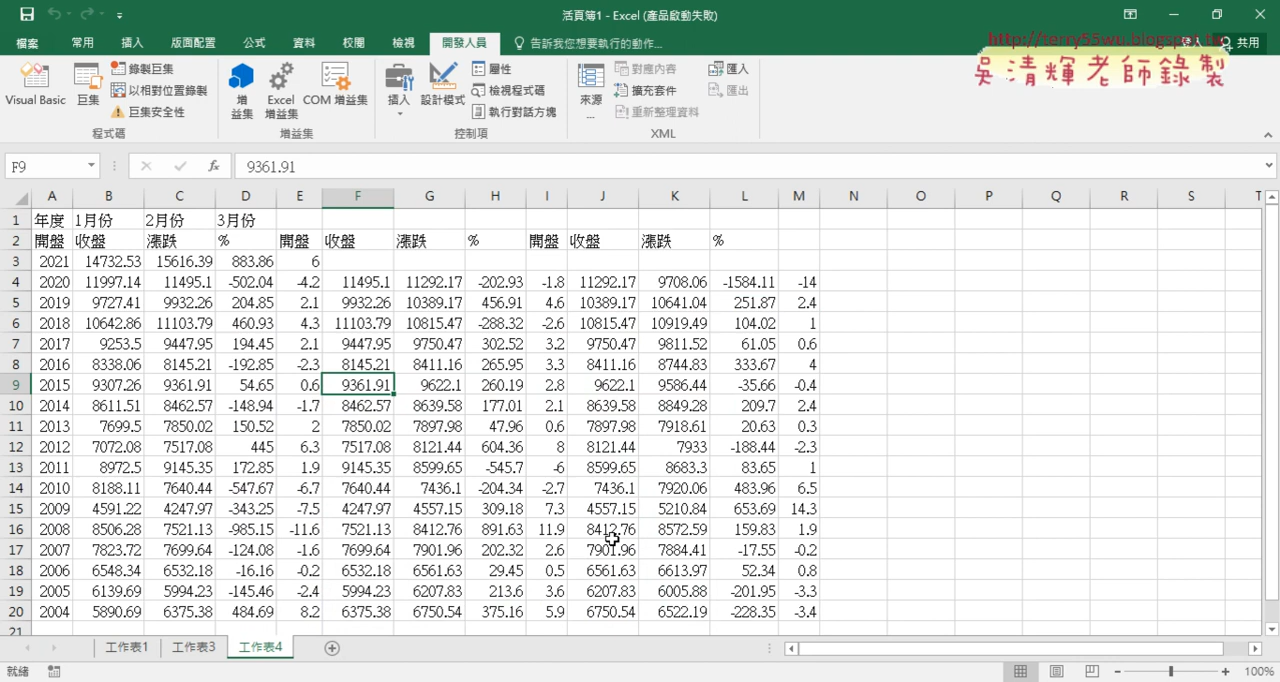 活頁簿1 - Excel (產品啟動失敗)
檔案 常用 插入 版面配置 公式 資料 校閱 檢視 開發人員 告訴我您想要執行的動作... 登入 共用
http://terry55wu.blogspot.tw
吳清輝老師錄製
Visual Basic 巨集 錄製巨集 以相對位置錄製 巨集安全性
程式碼
增益集 Excel 增益集 COM 增益集
增益集
插入 設計模式 屬性 檢視程式碼 執行對話方塊
控制項
來源... 對應內容 擴充套件 重新整理資料 匯入 匯出
XML
F9 fx 9361.91
A B C D E F G H I J K L M N O P Q R S T
1 年度 1月份 2月份 3月份
2 開盤 收盤 漲跌 % 開盤 收盤 漲跌 % 開盤 收盤 漲跌 %
3 2021 14732.53 15616.39 883.86 6
4 2020 11997.14 11495.1 -502.04 -4.2 11495.1 11292.17 -202.93 -1.8 11292.17 9708.06 -1584.11 -14
5 2019 9727.41 9932.26 204.85 2.1 9932.26 10389.17 456.91 4.6 10389.17 10641.04 251.87 2.4
6 2018 10642.86 11103.79 460.93 4.3 11103.79 10815.47 -288.32 -2.6 10815.47 10919.49 104.02 1
7 2017 9253.5 9447.95 194.45 2.1 9447.95 9750.47 302.52 3.2 9750.47 9811.52 61.05 0.6
8 2016 8338.06 8145.21 -192.85 -2.3 8145.21 8411.16 265.95 3.3 8411.16 8744.83 333.67 4
9 2015 9307.26 9361.91 54.65 0.6 9361.91 9622.1 260.19 2.8 9622.1 9586.44 -35.66 -0.4
10 2014 8611.51 8462.57 -148.94 -1.7 8462.57 8639.58 177.01 2.1 8639.58 8849.28 209.7 2.4
11 2013 7699.5 7850.02 150.52 2 7850.02 7897.98 47.96 0.6 7897.98 7918.61 20.63 0.3
12 2012 7072.08 7517.08 445 6.3 7517.08 8121.44 604.36 8 8121.44 7933 -188.44 -2.3
13 2011 8972.5 9145.35 172.85 1.9 9145.35 8599.65 -545.7 -6 8599.65 8683.3 83.65 1
14 2010 8188.11 7640.44 -547.67 -6.7 7640.44 7436.1 -204.34 -2.7 7436.1 7920.06 483.96 6.5
15 2009 4591.22 4247.97 -343.25 -7.5 4247.97 4557.15 309.18 7.3 4557.15 5210.84 653.69 14.3
16 2008 8506.28 7521.13 -985.15 -11.6 7521.13 8412.76 891.63 11.9 8412.76 8572.59 159.83 1.9
17 2007 7823.72 7699.64 -124.08 -1.6 7699.64 7901.96 202.32 2.6 7901.96 7884.41 -17.55 -0.2
18 2006 6548.34 6532.18 -16.16 -0.2 6532.18 6561.63 29.45 0.5 6561.63 6613.97 52.34 0.8
19 2005 6139.69 5994.23 -145.46 -2.4 5994.23 6207.83 213.6 3.6 6207.83 6005.88 -201.95 -3.3
20 2004 5890.69 6375.38 484.69 8.2 6375.38 6750.54 375.16 5.9 6750.54 6522.19 -228.35 -3.4
21
工作表1 工作表3 工作表4
就緒 100%